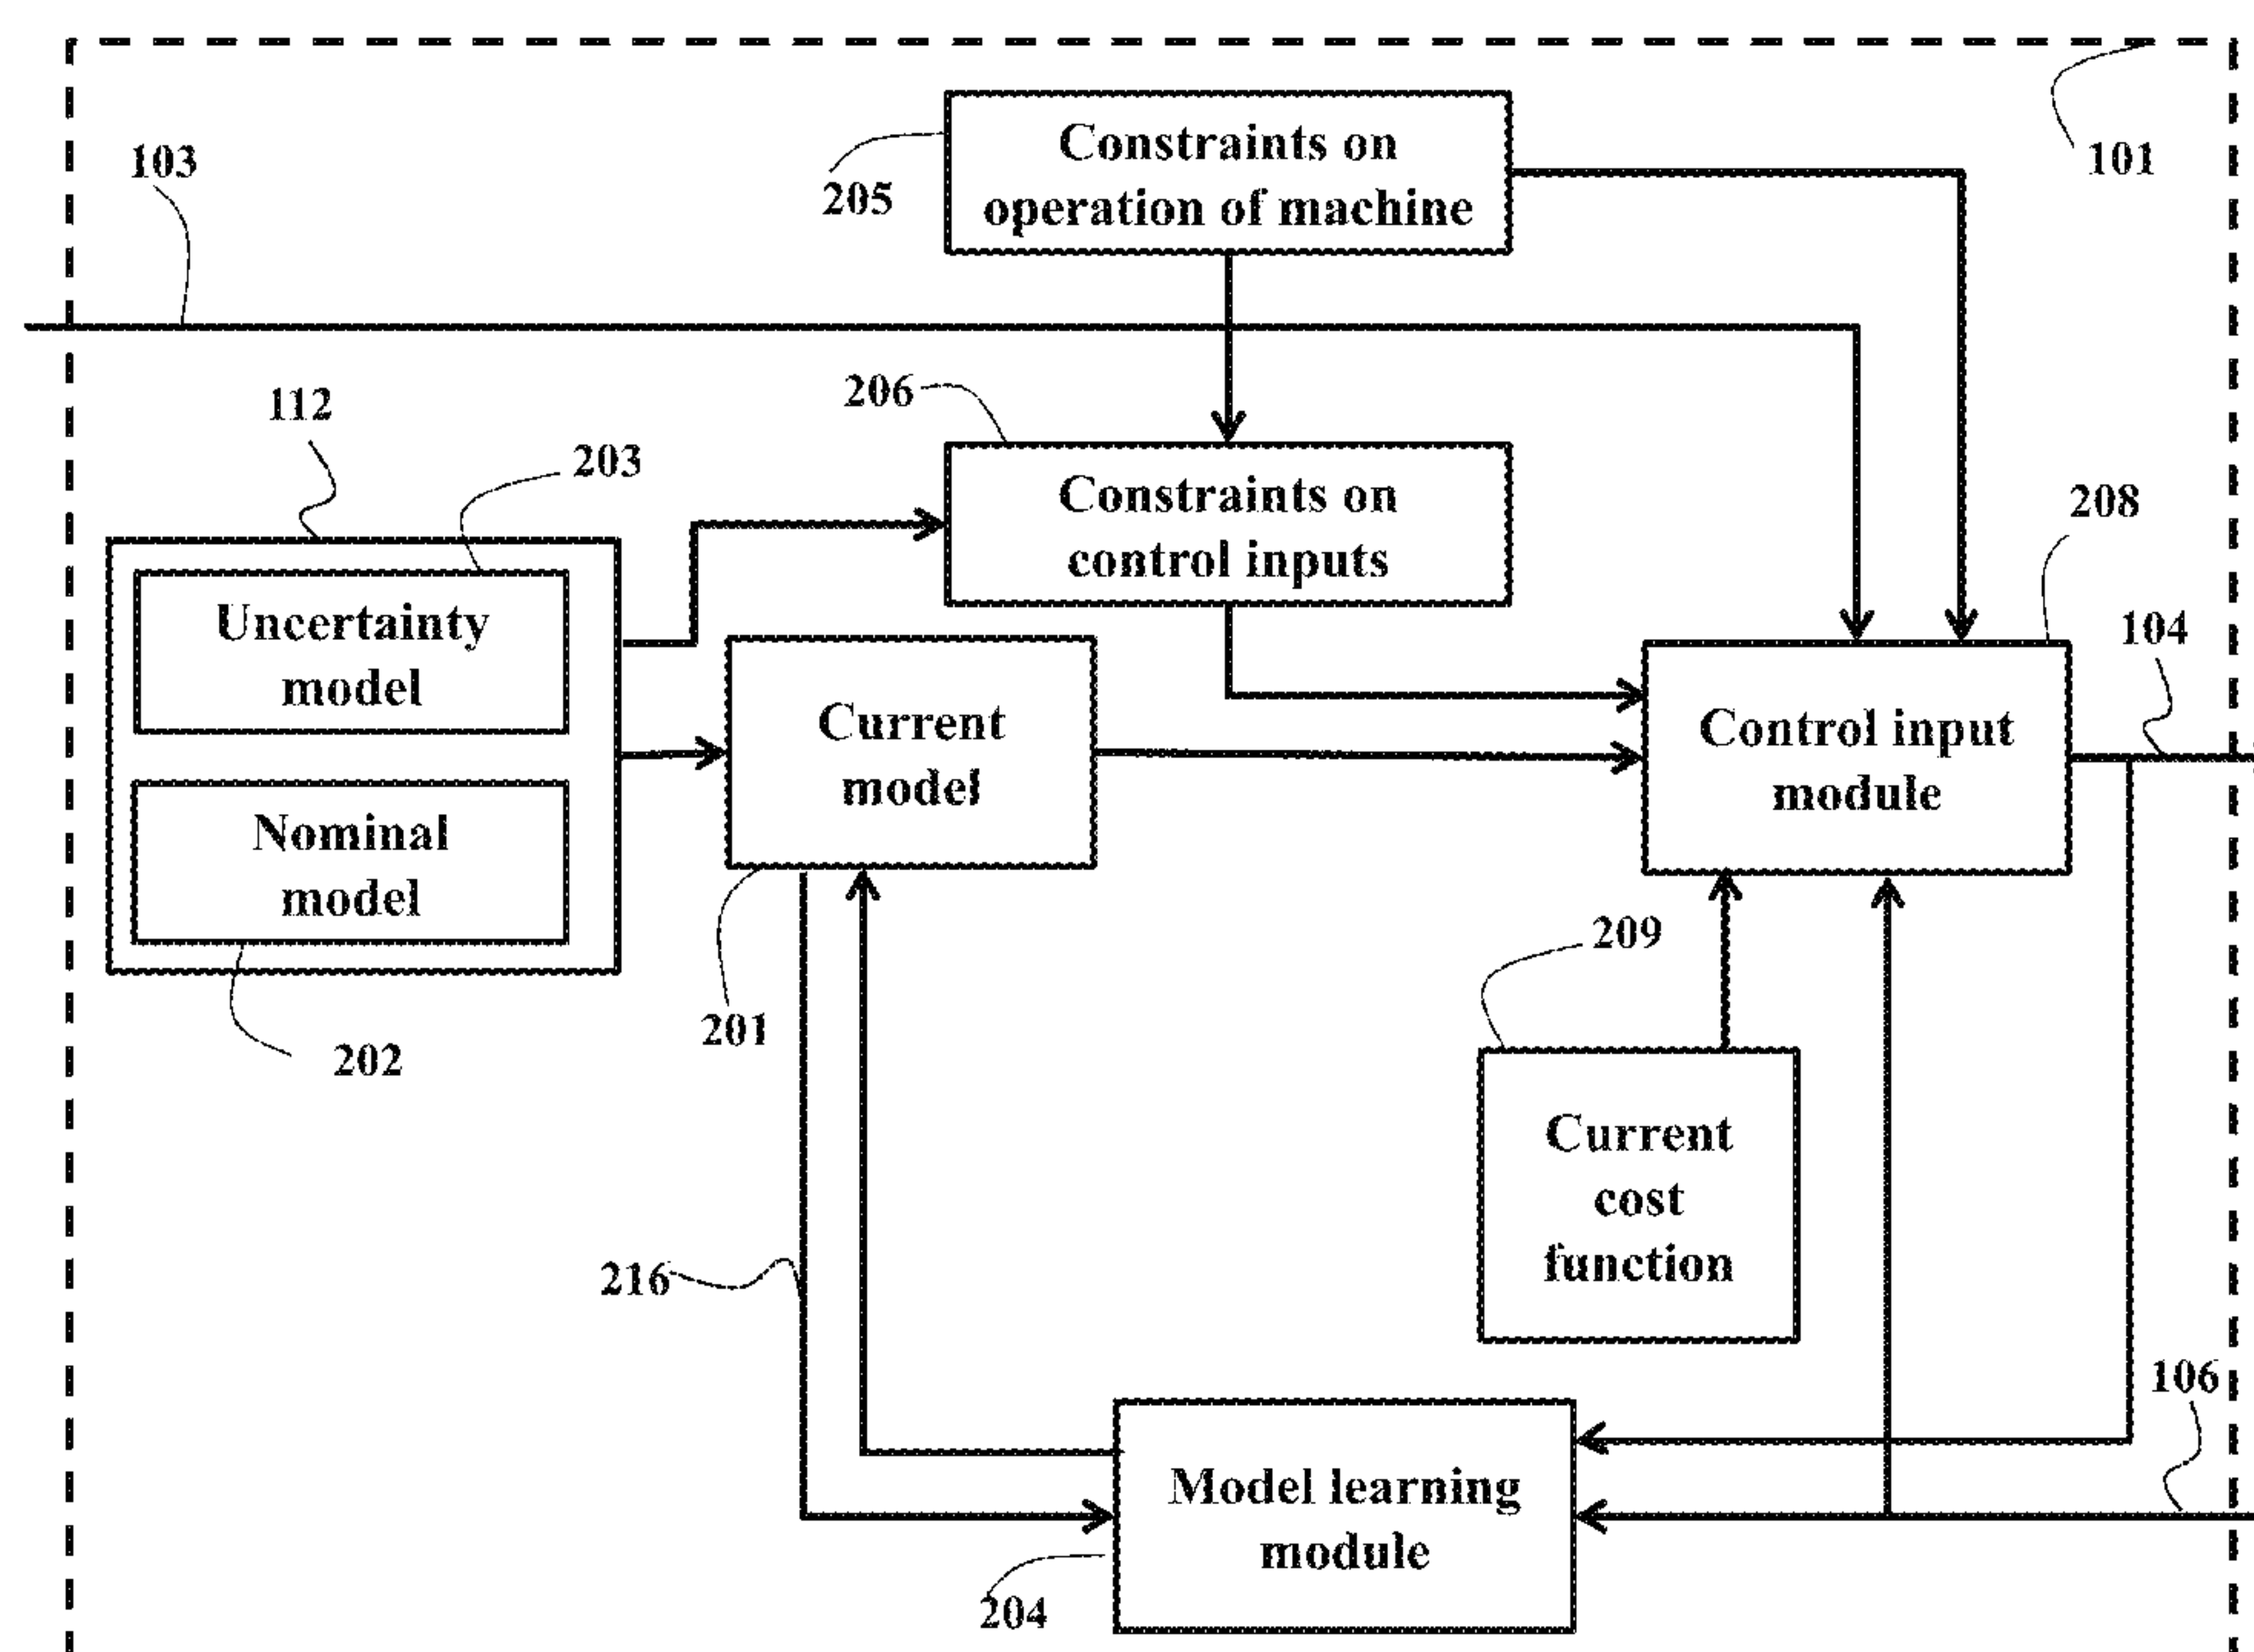 101
103
205
Constraints on
operation of machine
112
203
206
Constraints on
control inputs
208
104
Uncertainty
model
Nominal
model
202
Current
model
201
Control input
module
209
Current
cost
function
216
106
Model learning
module
204